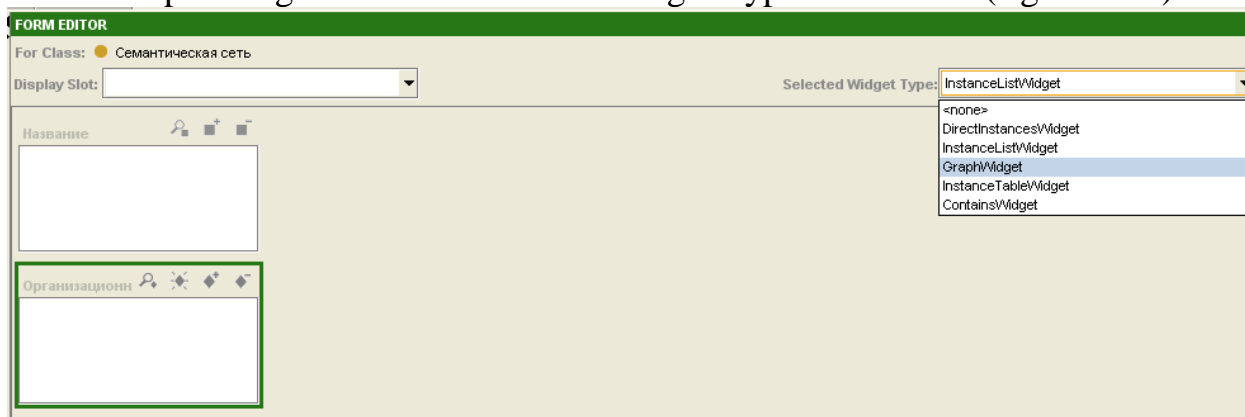 FORM EDITOR
For Class: Семантическая сеть
Display Slot:
Selected Widget Type: InstanceListWidget
<none>
DirectInstancesWidget
InstanceListWidget
GraphWidget
InstanceTableWidget
ContainsWidget
Название
Организационн